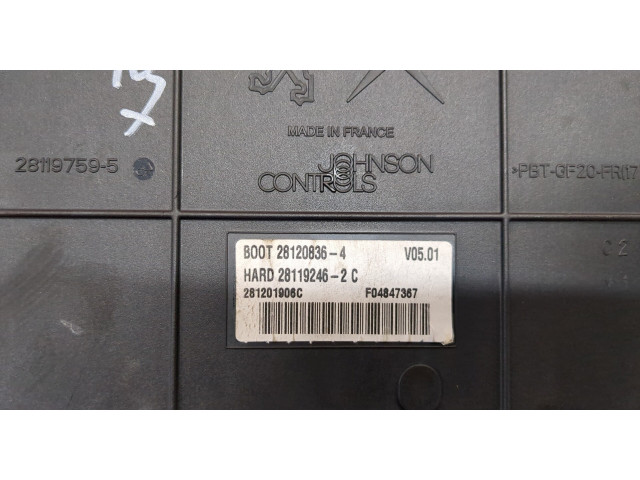 MADE IN FRANCE
28119759-5
JOHNSON
CONTROLS
>PBT-GF20-FR(17
BOOT 28120836-4 V05.01
HARD 28119246-2 C
281201906C F04847367